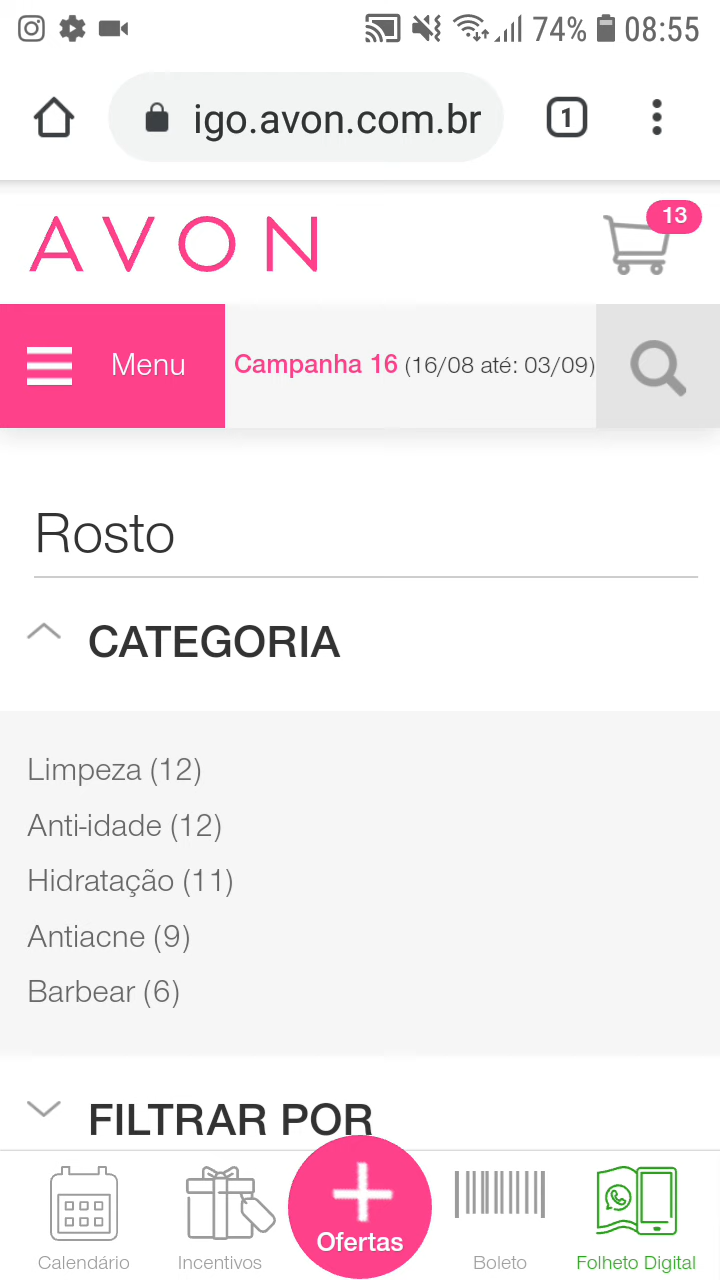 74% 08:55
igo.avon.com.br 1
AVON 13
Menu Campanha 16 (16/08 até: 03/09)
Rosto
CATEGORIA
Limpeza (12)
Anti-idade (12)
Hidratação (11)
Antiacne (9)
Barbear (6)
FILTRAR POR
Calendário Incentivos Ofertas Boleto Folheto Digital